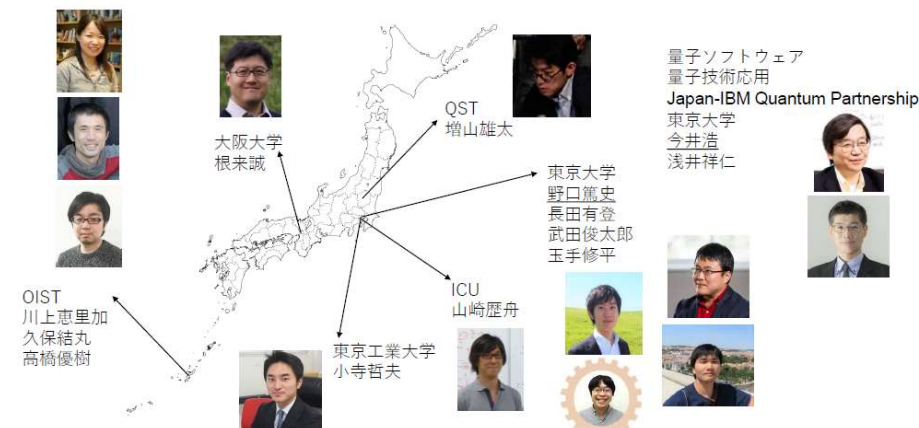 大阪大学
根来誠
QST
増山雄太
量子ソフトウェア
量子技術応用
Japan-IBM Quantum Partnership
東京大学
今井浩
浅井祥仁
東京大学
野口篤史
長田有登
武田俊太郎
玉手修平
OIST
川上恵里加
久保結丸
高橋優樹
ICU
山崎歴舟
東京工業大学
小寺哲夫